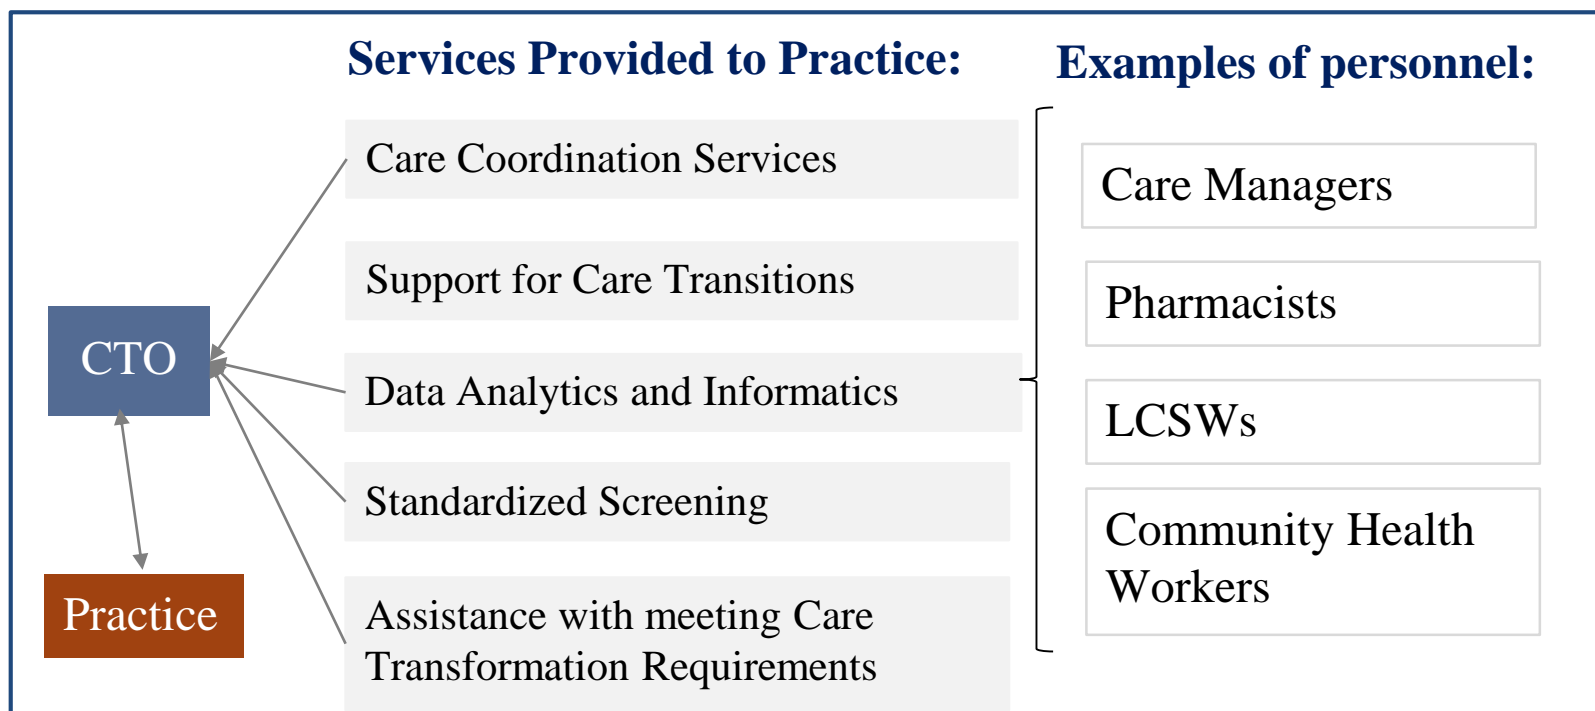 Services Provided to Practice:
Care Coordination Services
Support for Care Transitions
Data Analytics and Informatics
Standardized Screening
Assistance with meeting Care
Transformation Requirements
Examples of personnel:
Care Managers
Pharmacists
LCSWs
Community Health
Workers
CTO
Practice